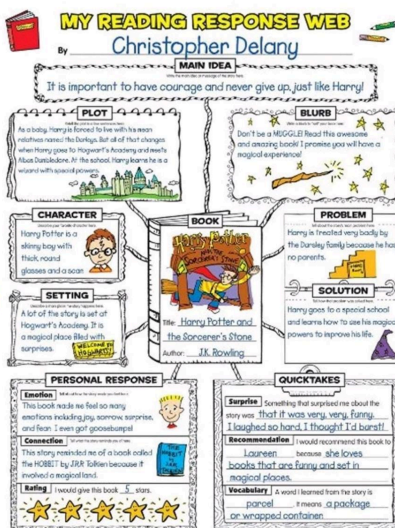 MY READING RESPONSE WEB
By Christopher Delany
MAIN IDEA
It is important to have courage and never give up, just like Harry!
PLOT
As a baby, Harry is forced to live with his mean
relatives named the Dursleys. But all of that changes
when Harry goes to Hogwart's Academy and meets
Albus Dumbledore. At the school, Harry learns he is a
wizard with special powers.
BLURB
Don't be a MUGGLE! Read this awesome
and amazing book! I promise you will have a
magical experience!
CHARACTER
Harry Potter is a
skinny boy with
thick, round
glasses and a scar.
SETTING
A lot of the story is set at
Hogwart's Academy. It is
a magical place filled with
surprises.
WELCOME TO
HOGWARTS
BOOK
Harry Potter
AND THE
SORCERER'S STONE
Title: Harry Potter and
the Sorcerer's Stone
Author: J.K. Rowling
PROBLEM
Harry is treated very badly by
the Dursley family because he has
no parents.
SOLUTION
Harry goes to a special school
and learns how to use his magical
powers to improve his life.
PERSONAL RESPONSE
Emotion
This book made me feel so many
emotions including joy, sorrow, surprise,
and fear. I even got goosebumps!
Connection
This story reminded me of a book called
the HOBBIT by J.R.R Tolkien because it
involved a magical land.
THE
HOBBIT
Rating I would give this book 5 stars.
QUICKTAKES
Surprise Something that surprised me about the
story was that it was very, very, funny.
I laughed so hard, I thought I'd burst!
Recommendation I would recommend this book to
Laureen because she loves
books that are funny and set in
magical places.
Vocabulary A word I learned from the story is
parcel. It means a package
or wrapped container.